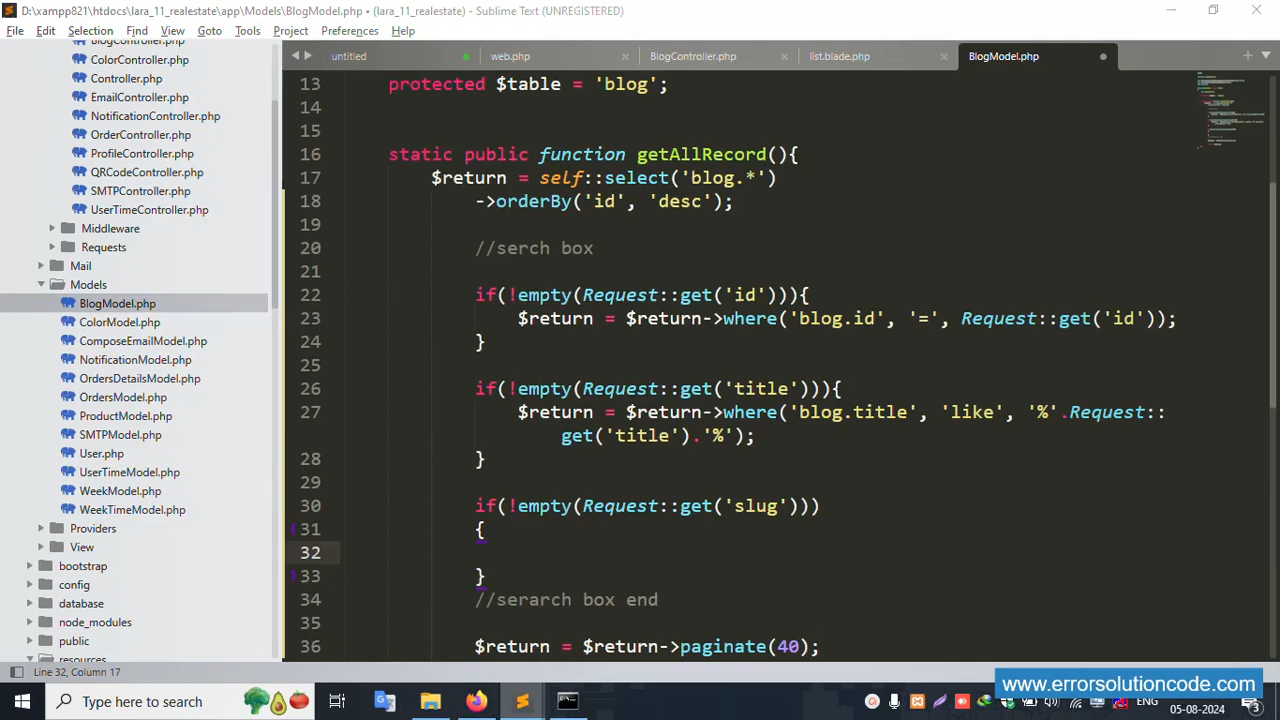 D:\xampp821\htdocs\lara_11_realestate\app\Models\BlogModel.php • (lara_11_realestate) - Sublime Text (UNREGISTERED)
File Edit Selection Find View Goto Tools Project Preferences Help
BlogController.php
ColorController.php
Controller.php
EmailController.php
NotificationController.php
OrderController.php
ProfileController.php
QRCodeController.php
SMTPController.php
UserTimeController.php
Middleware
Requests
Mail
Models
BlogModel.php
ColorModel.php
ComposeEmailModel.php
NotificationModel.php
OrdersDetailsModel.php
OrdersModel.php
ProductModel.php
SMTPModel.php
User.php
UserTimeModel.php
WeekModel.php
WeekTimeModel.php
Providers
View
bootstrap
config
database
node_modules
public
resources
untitled web.php BlogController.php list.blade.php BlogModel.php
13 protected $table = 'blog';
14
15
16 static public function getAllRecord(){
17 $return = self::select('blog.*')
18 ->orderBy('id', 'desc');
19
20 //serch box
21
22 if(!empty(Request::get('id'))){
23 $return = $return->where('blog.id', '=', Request::get('id'));
24 }
25
26 if(!empty(Request::get('title'))){
27 $return = $return->where('blog.title', 'like', '%'.Request::
get('title').'%');
28 }
29
30 if(!empty(Request::get('slug')))
31 {
32
33 }
34 //serarch box end
35
36 $return = $return->paginate(40);
Line 32, Column 17
www.errorsolutioncode.com
Type here to search
ENG
05-08-2024
3